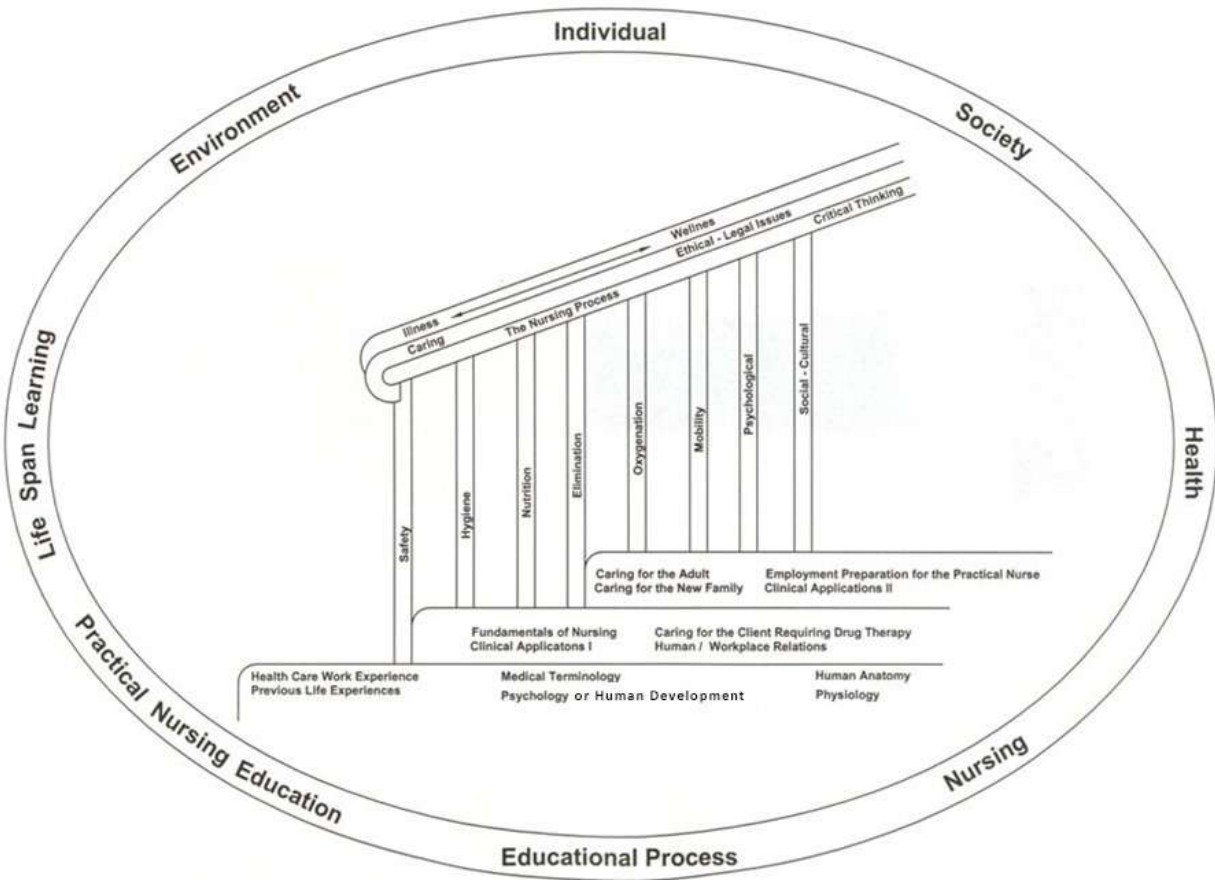 Individual
Environment
Society
Life Span Learning
Health
Practical Nursing Education
Nursing
Educational Process
Illness
Wellnes
Caring
Ethical - Legal Issues
The Nursing Process
Critical Thinking
Safety
Hygiene
Nutrition
Elimination
Oxygenation
Mobility
Psychological
Social - Cultural
Caring for the Adult
Caring for the New Family
Employment Preparation for the Practical Nurse
Clinical Applications II
Fundamentals of Nursing
Clinical Applicatons I
Caring for the Client Requiring Drug Therapy
Human / Workplace Relations
Health Care Work Experience
Previous Life Experiences
Medical Terminology
Psychology or Human Development
Human Anatomy
Physiology